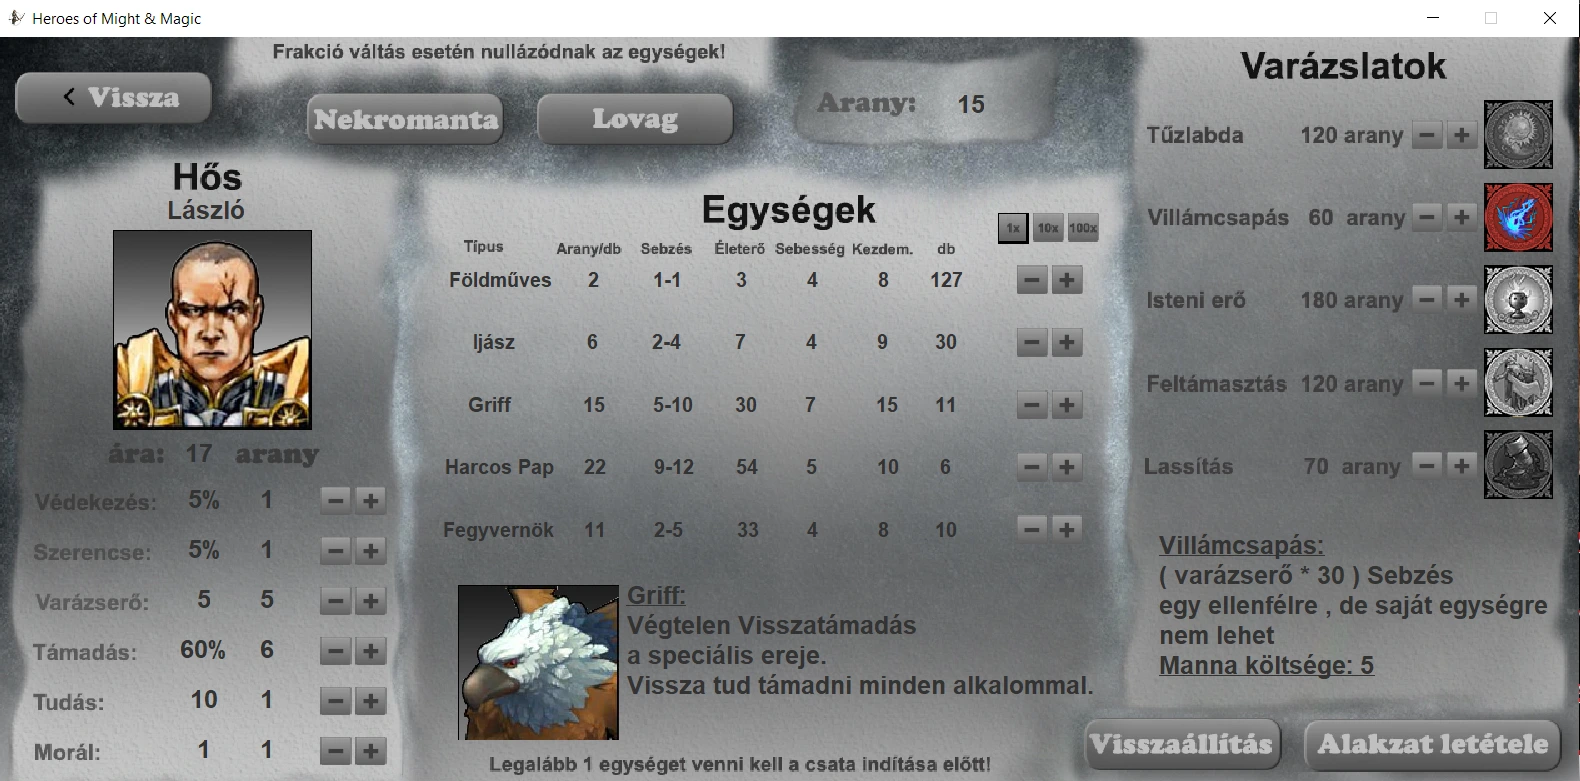 Heroes of Might & Magic
Frakció váltás esetén nullázódnak az egységek!
< Vissza
Nekromanta
Lovag
Arany: 15
Hős
László
ára: 17 arany
Védekezés: 5% 1 - +
Szerencse: 5% 1 - +
Varázserő: 5 5 - +
Támadás: 60% 6 - +
Tudás: 10 1 - +
Morál: 1 1 - +
Egységek
1x 10x 100x
Típus Arany/db Sebzés Életerő Sebesség Kezdem. db
Földműves 2 1-1 3 4 8 127 - +
Ijász 6 2-4 7 4 9 30 - +
Griff 15 5-10 30 7 15 11 - +
Harcos Pap 22 9-12 54 5 10 6 - +
Fegyvernök 11 2-5 33 4 8 10 - +
Griff:
Végtelen Visszatámadás
a speciális ereje.
Vissza tud támadni minden alkalommal.
Legalább 1 egységet venni kell a csata indítása előtt!
Varázslatok
Tűzlabda 120 arany - +
Villámcsapás 60 arany - +
Isteni erő 180 arany - +
Feltámasztás 120 arany - +
Lassítás 70 arany - +
Villámcsapás:
( varázserő * 30 ) Sebzés
egy ellenfélre , de saját egységre
nem lehet
Manna költsége: 5
Visszaállítás
Alakzat letétele